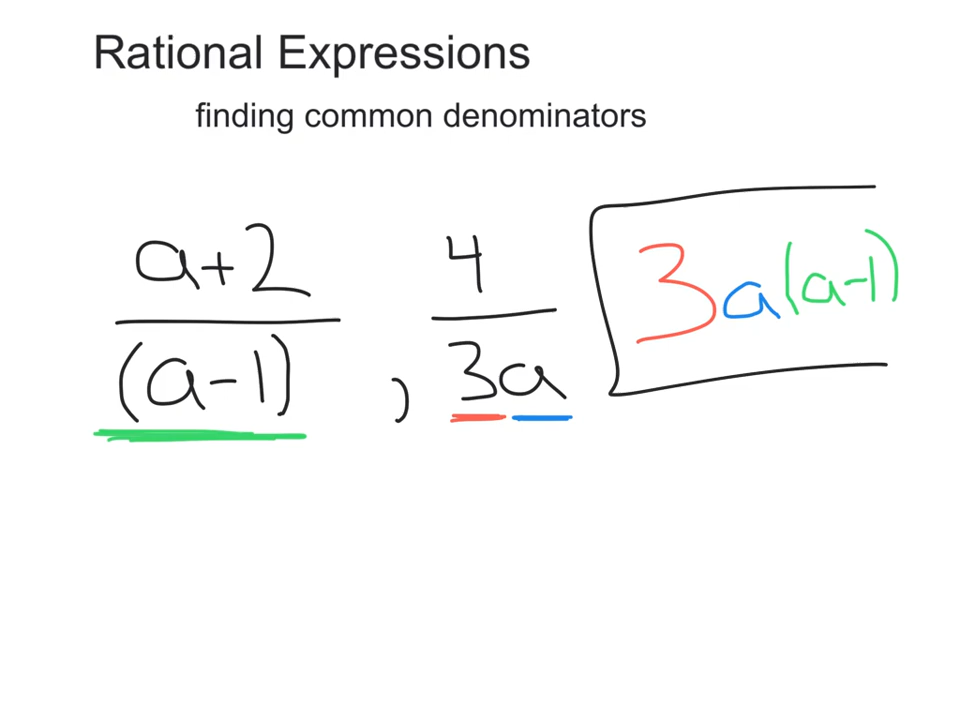 Rational Expressions
finding common denominators
a+2
(a-1)
,
4
3a
3a(a-1)